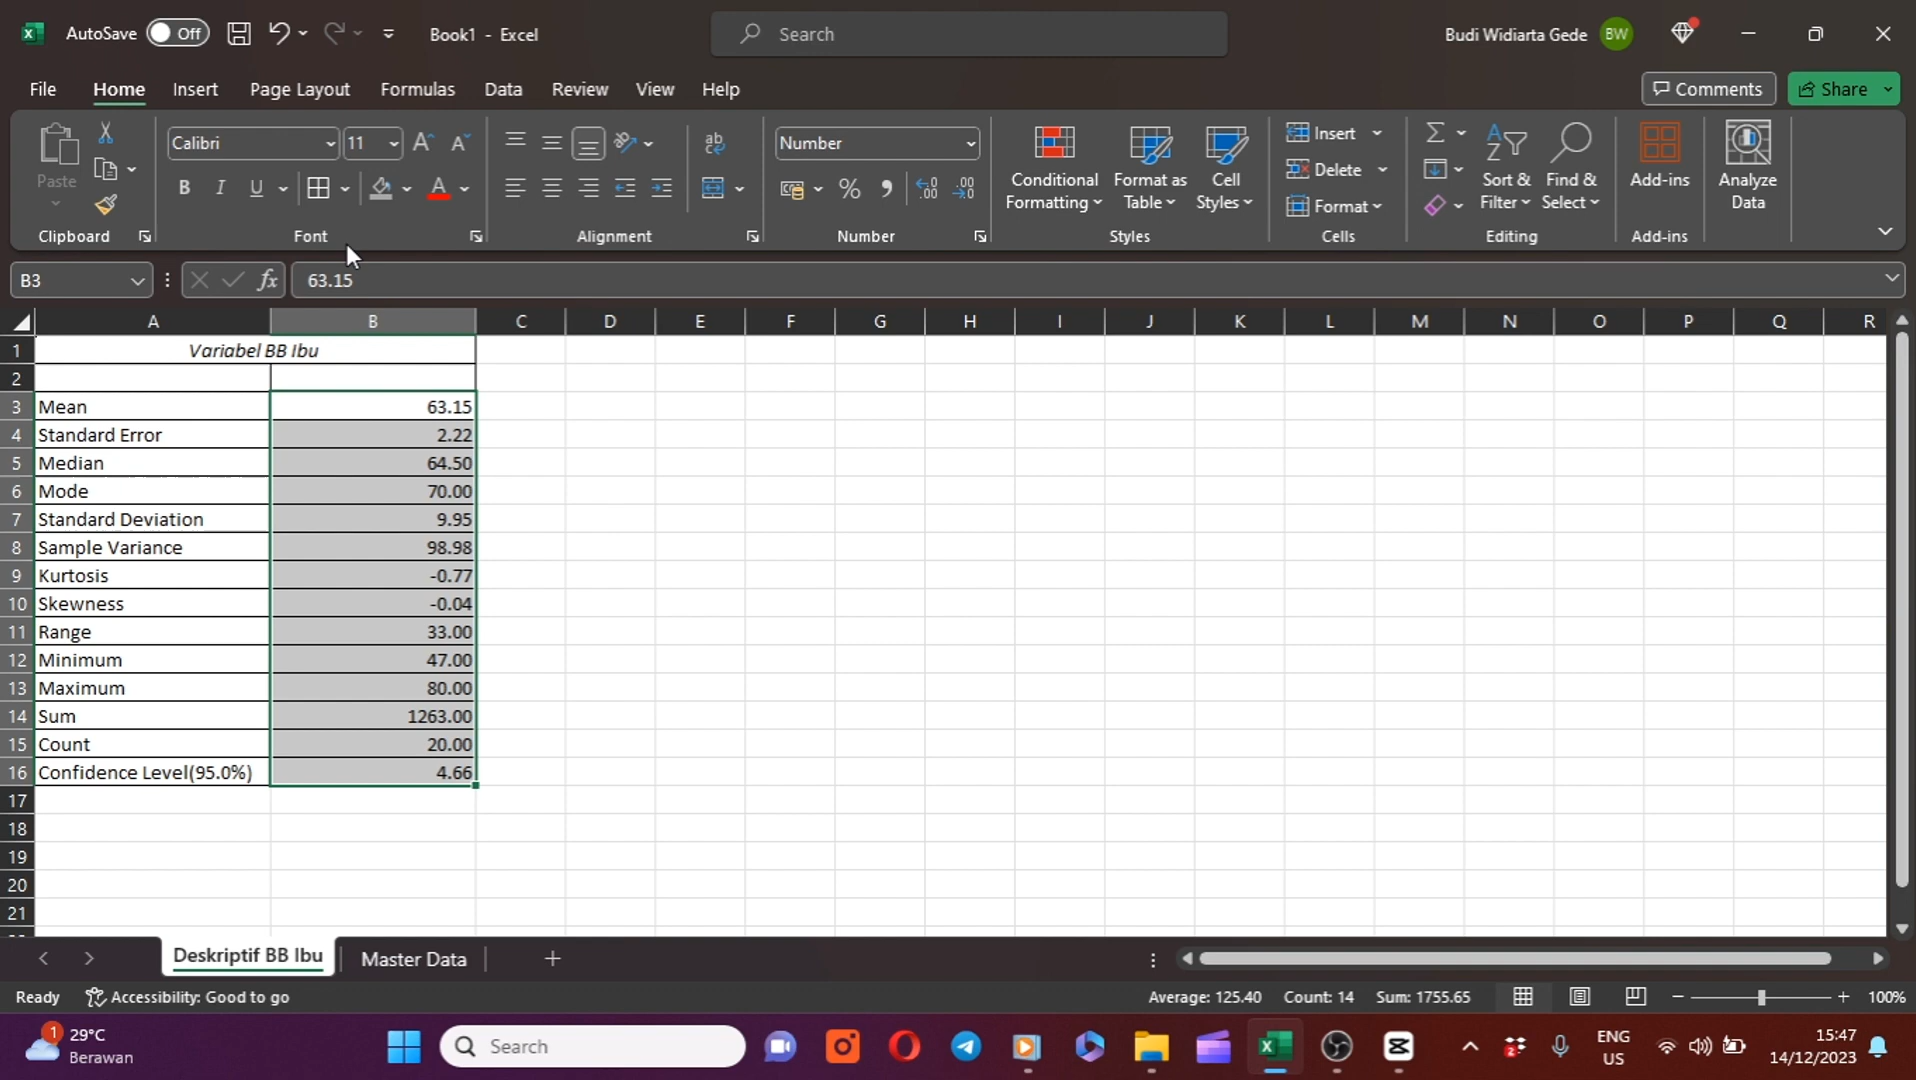 AutoSave Off Book1 - Excel Search Budi Widiarta Gede BW
File Home Insert Page Layout Formulas Data Review View Help Comments Share
Paste Calibri 11 ab Number Conditional Formatting Format as Table Cell Styles Insert Delete Format Sort & Filter Find & Select Add-ins Analyze Data
B I U A % 9 .00
Clipboard Font Alignment Number Styles Cells Editing Add-ins
B3 fx 63.15
A B C D E F G H I J K L M N O P Q R
1 Variabel BB Ibu
2
3 Mean 63.15
4 Standard Error 2.22
5 Median 64.50
6 Mode 70.00
7 Standard Deviation 9.95
8 Sample Variance 98.98
9 Kurtosis -0.77
10 Skewness -0.04
11 Range 33.00
12 Minimum 47.00
13 Maximum 80.00
14 Sum 1263.00
15 Count 20.00
16 Confidence Level(95.0%) 4.66
17
18
19
20
21
Deskriptif BB Ibu Master Data
Ready Accessibility: Good to go Average: 125.40 Count: 14 Sum: 1755.65 100%
1 29°C Search ENG 15:47
Berawan US 14/12/2023